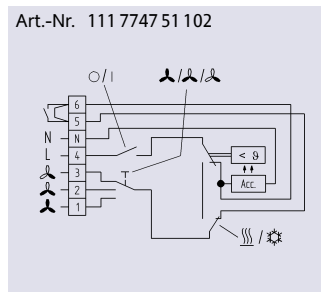 Art.-Nr. 111 7747 51 102
○ / I
/ /
6
5
N N
L 4
3
2
1
< ϑ
Acc.
/